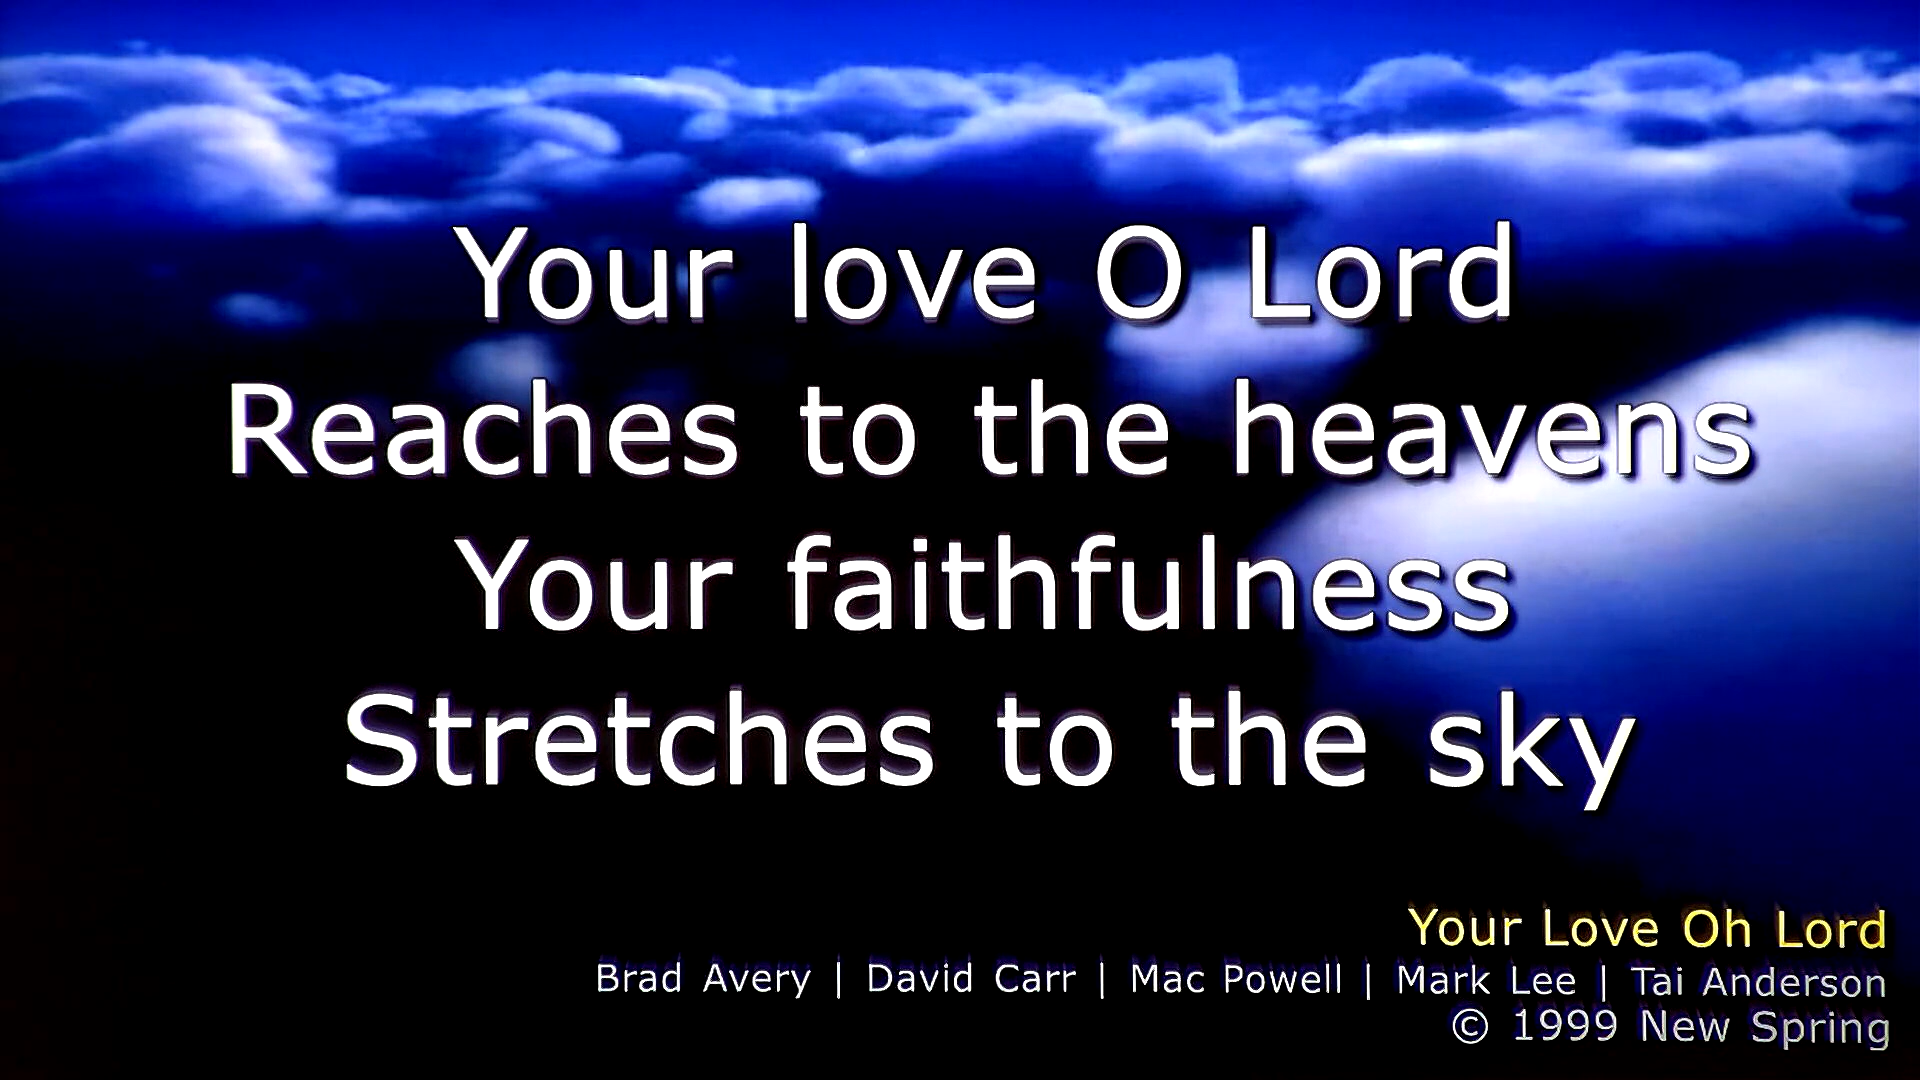 Your love O Lord
Reaches to the heavens
Your faithfulness
Stretches to the sky
Your Love Oh Lord
Brad Avery | David Carr | Mac Powell | Mark Lee | Tai Anderson
© 1999 New Spring